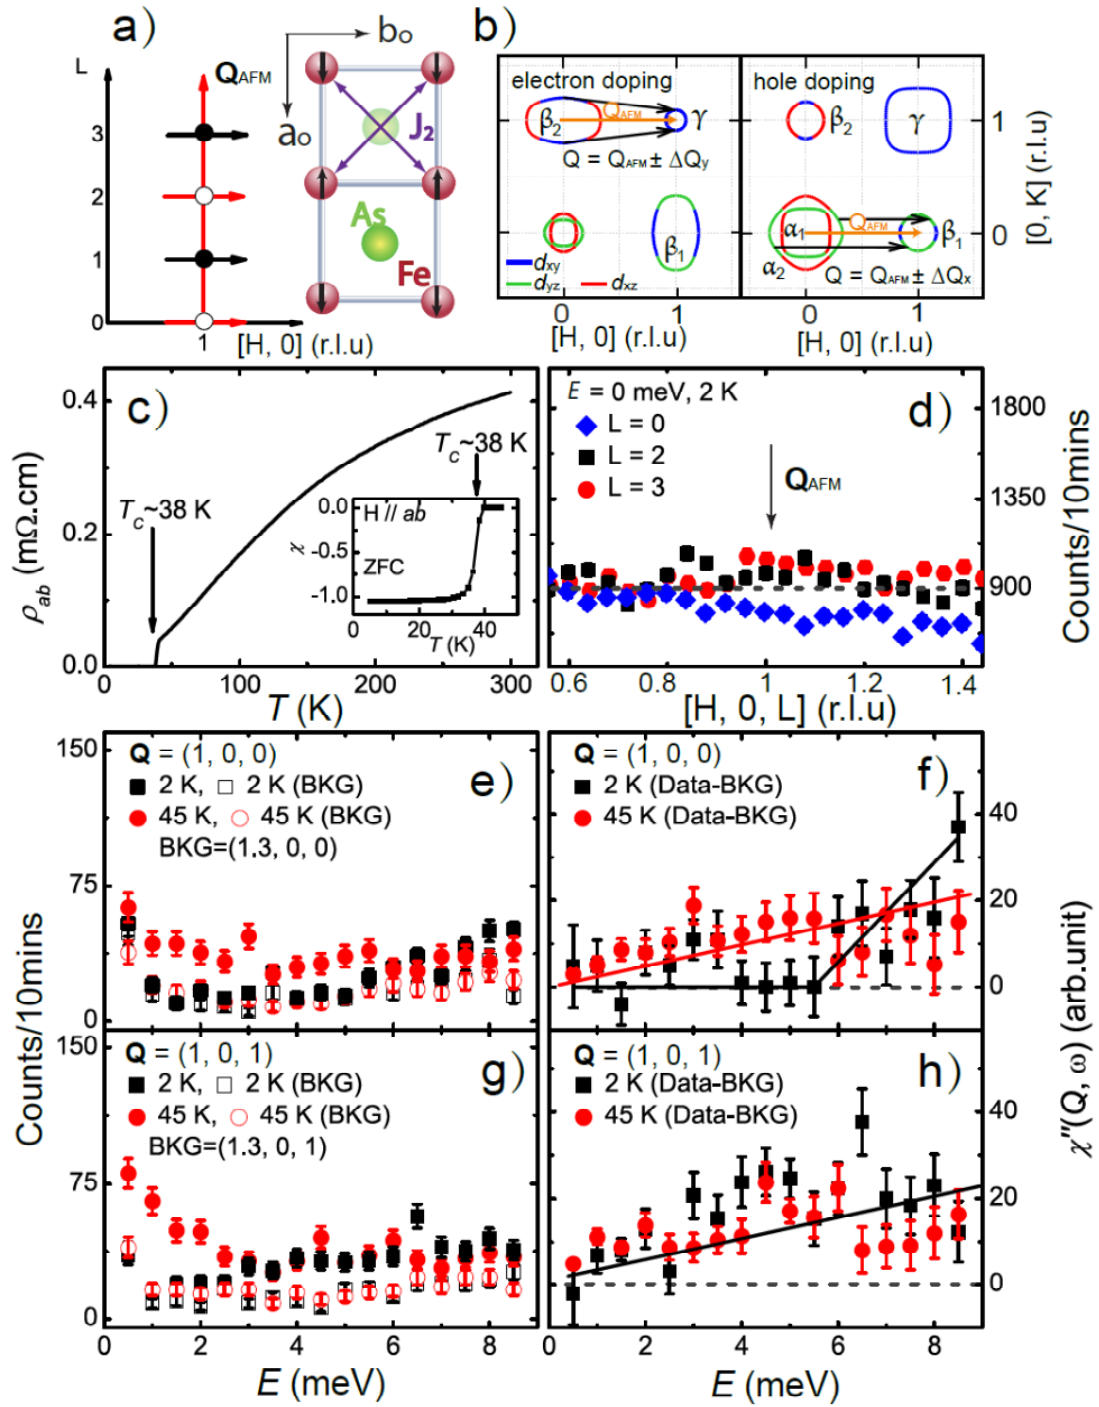 a)
L
Q_AFM
3
2
1
0
1
[H, 0] (r.l.u)
b_o
a_o
J_2
As
Fe
b)
electron doping
β_2
Q_AFM
γ
Q = Q_AFM ± ΔQ_y
β_1
d_xy
d_yz
d_xz
0
1
[H, 0] (r.l.u)
hole doping
β_2
γ
α_1
Q_AFM
β_1
α_2
Q = Q_AFM ± ΔQ_x
0
1
[H, 0] (r.l.u)
1
0
[0, K] (r.l.u)
c)
0.4
0.2
0.0
ρ_ab (mΩ.cm)
T_C~38 K
T_C~38 K
0.0
-0.5
-1.0
χ
H // ab
ZFC
0
20
40
T (K)
0
100
200
300
T (K)
d)
E = 0 meV, 2 K
L = 0
L = 2
L = 3
Q_AFM
1800
1350
900
Counts/10mins
0.6
0.8
1
1.2
1.4
[H, 0, L] (r.l.u)
150
75
0
Q = (1, 0, 0)
e)
2 K, 2 K (BKG)
45 K, 45 K (BKG)
BKG=(1.3, 0, 0)
Q = (1, 0, 0)
f)
2 K (Data-BKG)
45 K (Data-BKG)
40
20
0
Counts/10mins
χ″(Q, ω) (arb.unit)
150
75
0
Q = (1, 0, 1)
g)
2 K, 2 K (BKG)
45 K, 45 K (BKG)
BKG=(1.3, 0, 1)
0
2
4
6
8
E (meV)
Q = (1, 0, 1)
h)
2 K (Data-BKG)
45 K (Data-BKG)
40
20
0
0
2
4
6
8
E (meV)